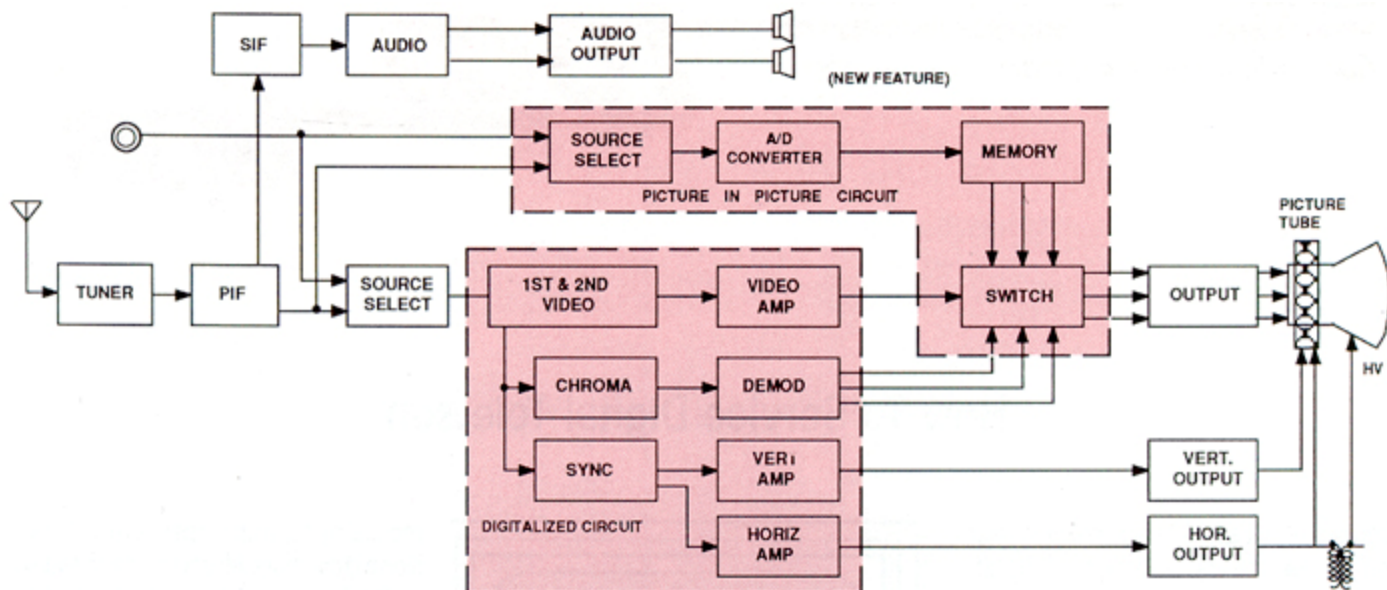 SIF
AUDIO
AUDIO
OUTPUT
(NEW FEATURE)
SOURCE
SELECT
A/D
CONVERTER
MEMORY
PICTURE IN PICTURE CIRCUIT
PICTURE
TUBE
TUNER
PIF
SOURCE
SELECT
1ST & 2ND
VIDEO
VIDEO
AMP
SWITCH
OUTPUT
HV
CHROMA
DEMOD
SYNC
VERT
AMP
VERT.
OUTPUT
DIGITALIZED CIRCUIT
HORIZ
AMP
HOR.
OUTPUT